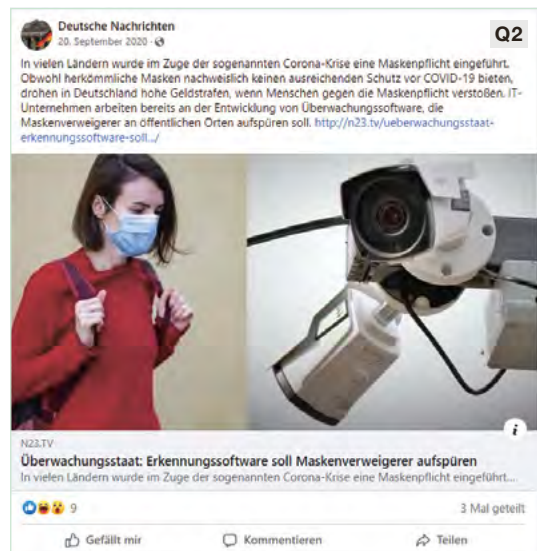 Deutsche Nachrichten
20. September 2020 ·
Q2
In vielen Ländern wurde im Zuge der sogenannten Corona-Krise eine Maskenpflicht eingeführt.
Obwohl herkömmliche Masken nachweislich keinen ausreichenden Schutz vor COVID-19 bieten,
drohen in Deutschland hohe Geldstrafen, wenn Menschen gegen die Maskenpflicht verstoßen. IT-
Unternehmen arbeiten bereits an der Entwicklung von Überwachungssoftware, die
Maskenverweigerer an öffentlichen Orten aufspüren soll. http://n23.tv/ueberwachungsstaat-
erkennungssoftware-soll.../
i
N23.TV
Überwachungsstaat: Erkennungssoftware soll Maskenverweigerer aufspüren
In vielen Ländern wurde im Zuge der sogenannten Corona-Krise eine Maskenpflicht eingeführt...
9
3 Mal geteilt
Gefällt mir
Kommentieren
Teilen